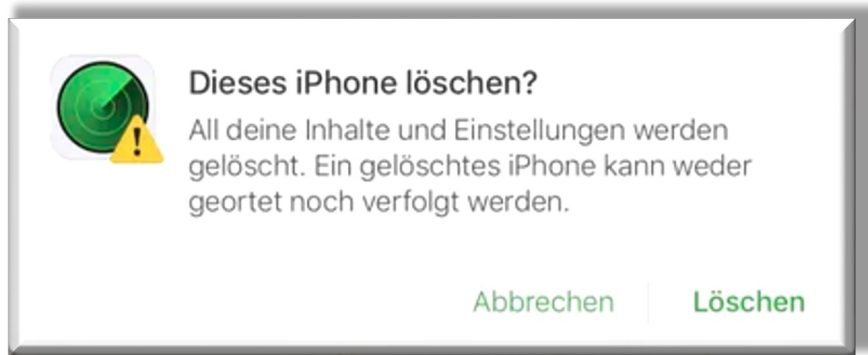 Dieses iPhone löschen?
All deine Inhalte und Einstellungen werden
gelöscht. Ein gelöschtes iPhone kann weder
geortet noch verfolgt werden.
Abbrechen Löschen